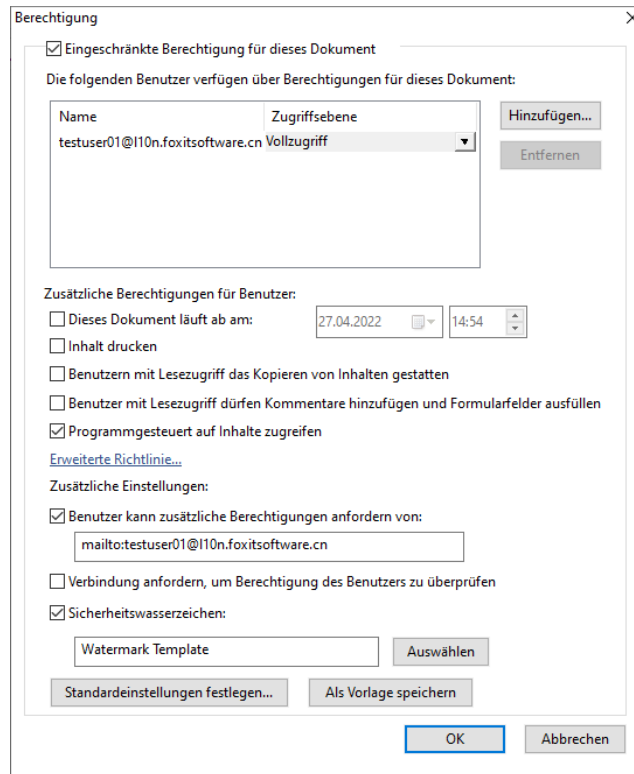 Berechtigung
Eingeschränkte Berechtigung für dieses Dokument
Die folgenden Benutzer verfügen über Berechtigungen für dieses Dokument:
Name Zugriffsebene Hinzufügen...
testuser01@l10n.foxitsoftware.cn Vollzugriff
Entfernen
Zusätzliche Berechtigungen für Benutzer:
Dieses Dokument läuft ab am: 27.04.2022 14:54
Inhalt drucken
Benutzern mit Lesezugriff das Kopieren von Inhalten gestatten
Benutzer mit Lesezugriff dürfen Kommentare hinzufügen und Formularfelder ausfüllen
Programmgesteuert auf Inhalte zugreifen
Erweiterte Richtlinie...
Zusätzliche Einstellungen:
Benutzer kann zusätzliche Berechtigungen anfordern von:
mailto:testuser01@l10n.foxitsoftware.cn
Verbindung anfordern, um Berechtigung des Benutzers zu überprüfen
Sicherheitswasserzeichen:
Watermark Template Auswählen
Standardeinstellungen festlegen... Als Vorlage speichern
OK Abbrechen